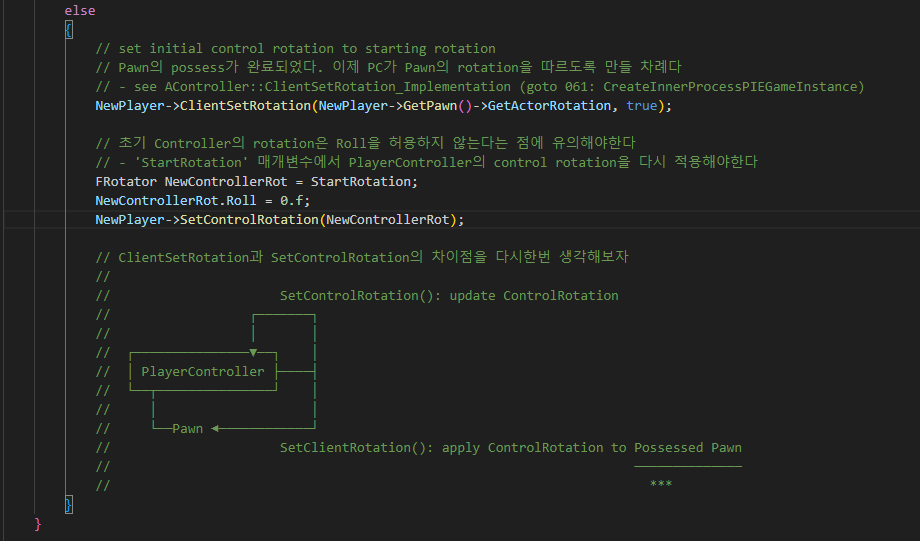 else
{
// set initial control rotation to starting rotation
// Pawn의 possess가 완료되었다. 이제 PC가 Pawn의 rotation을 따르도록 만들 차례다
// - see AController::ClientSetRotation_Implementation (goto 061: CreateInnerProcessPIEGameInstance)
NewPlayer->ClientSetRotation(NewPlayer->GetPawn()->GetActorRotation, true);
// 초기 Controller의 rotation은 Roll을 허용하지 않는다는 점에 유의해야한다
// - 'StartRotation' 매개변수에서 PlayerController의 control rotation을 다시 적용해야한다
FRotator NewControllerRot = StartRotation;
NewControllerRot.Roll = 0.f;
NewPlayer->SetControlRotation(NewControllerRot);
// ClientSetRotation과 SetControlRotation의 차이점을 다시한번 생각해보자
//
// SetControlRotation(): update ControlRotation
// ┌───────┐
// │ │
// ┌───────────────▼──┐ │
// │ PlayerController ├────┤
// └──┬───────────────┘ │
// │ │
// └──Pawn ◄────────────┘
// SetClientRotation(): apply ControlRotation to Possessed Pawn
// ──────────────
// ***
}
}